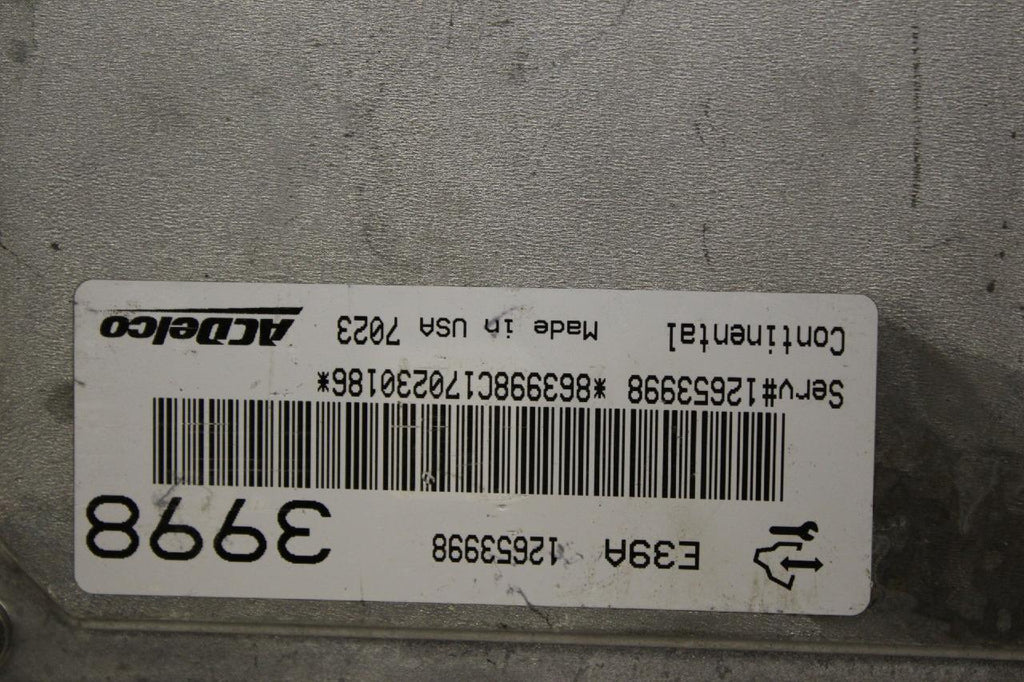 E39A 12653998 3998
Serv#12653998 *863998C170230186*
Continental Made in USA 7023 ACDelco